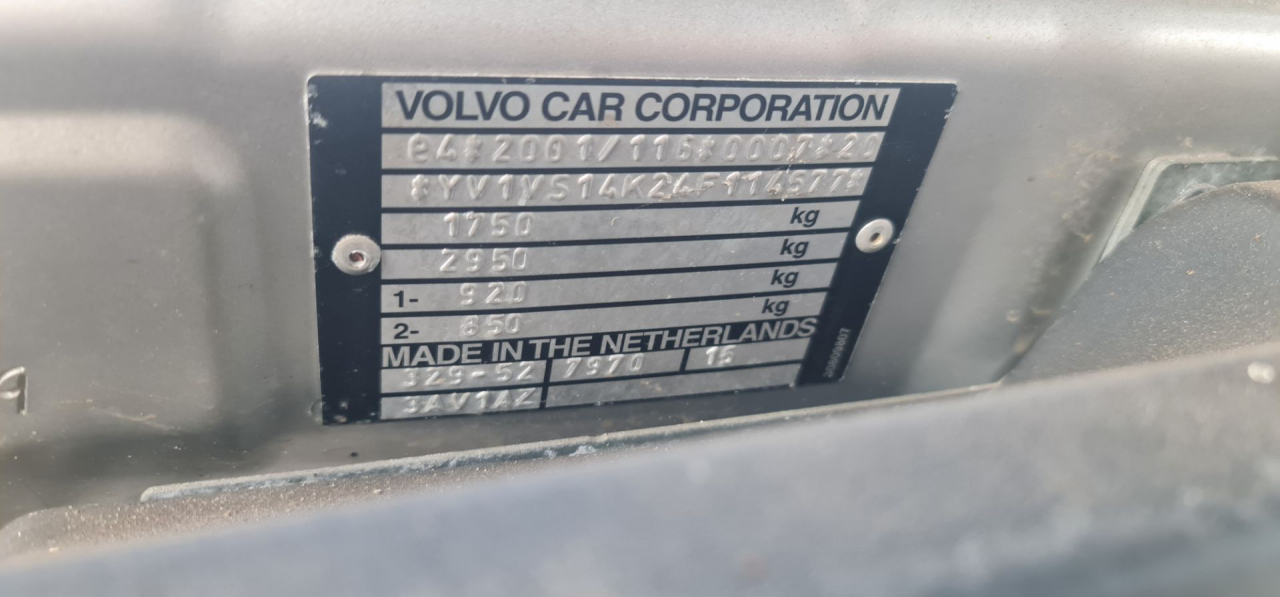 VOLVO CAR CORPORATION
e4*2001/116*0007*20
*YV1VS14K24F114577*
1750 kg
2950 kg
1- 920 kg
2- 850 kg
MADE IN THE NETHERLANDS
329-52 7970 15
3AV1AZ
30809807